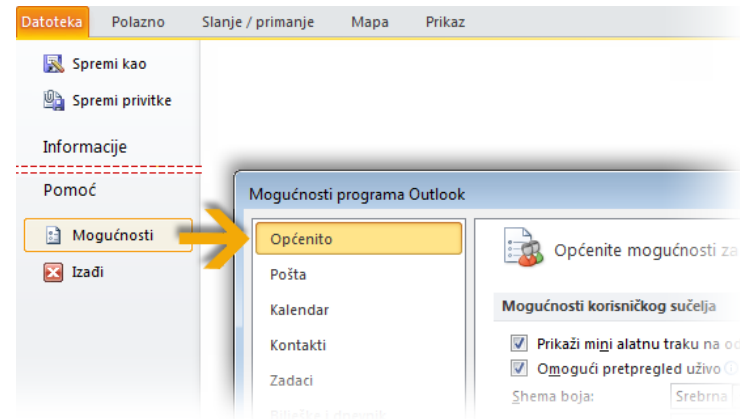 Datoteka Polazno Slanje / primanje Mapa Prikaz
Spremi kao
Spremi privitke
Informacije
Pomoć
Mogućnosti
Izađi
Mogućnosti programa Outlook
Općenito
Pošta
Kalendar
Kontakti
Zadaci
Bilješke i dnevnik
Općenite mogućnosti za
Mogućnosti korisničkog sučelja
Prikaži mini alatnu traku na
Omogući pretpregled uživo
Shema boja: Srebrna